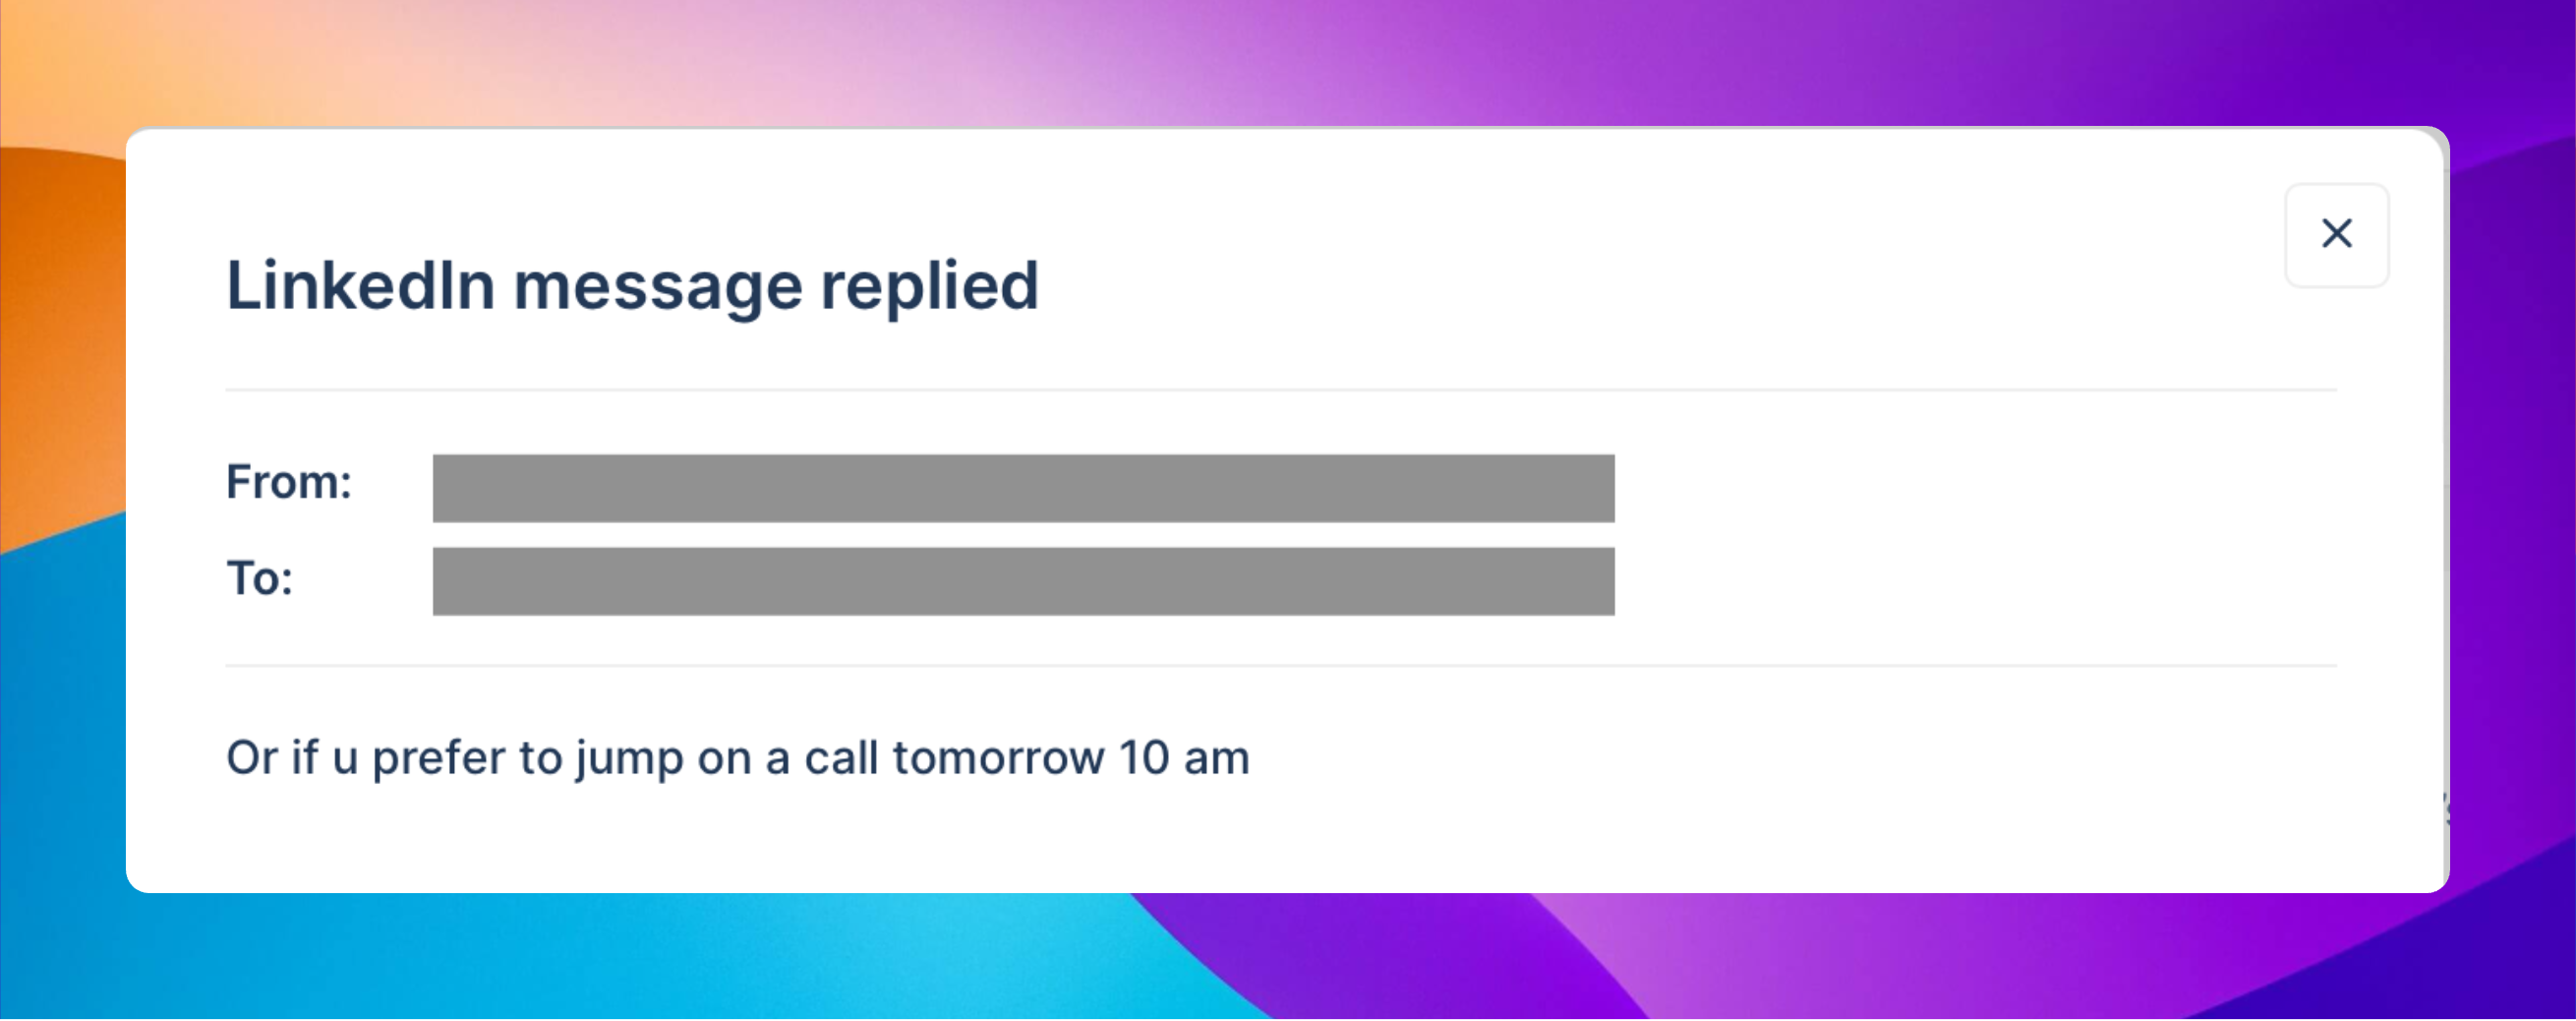 LinkedIn message replied
From:
To:
Or if u prefer to jump on a call tomorrow 10 am